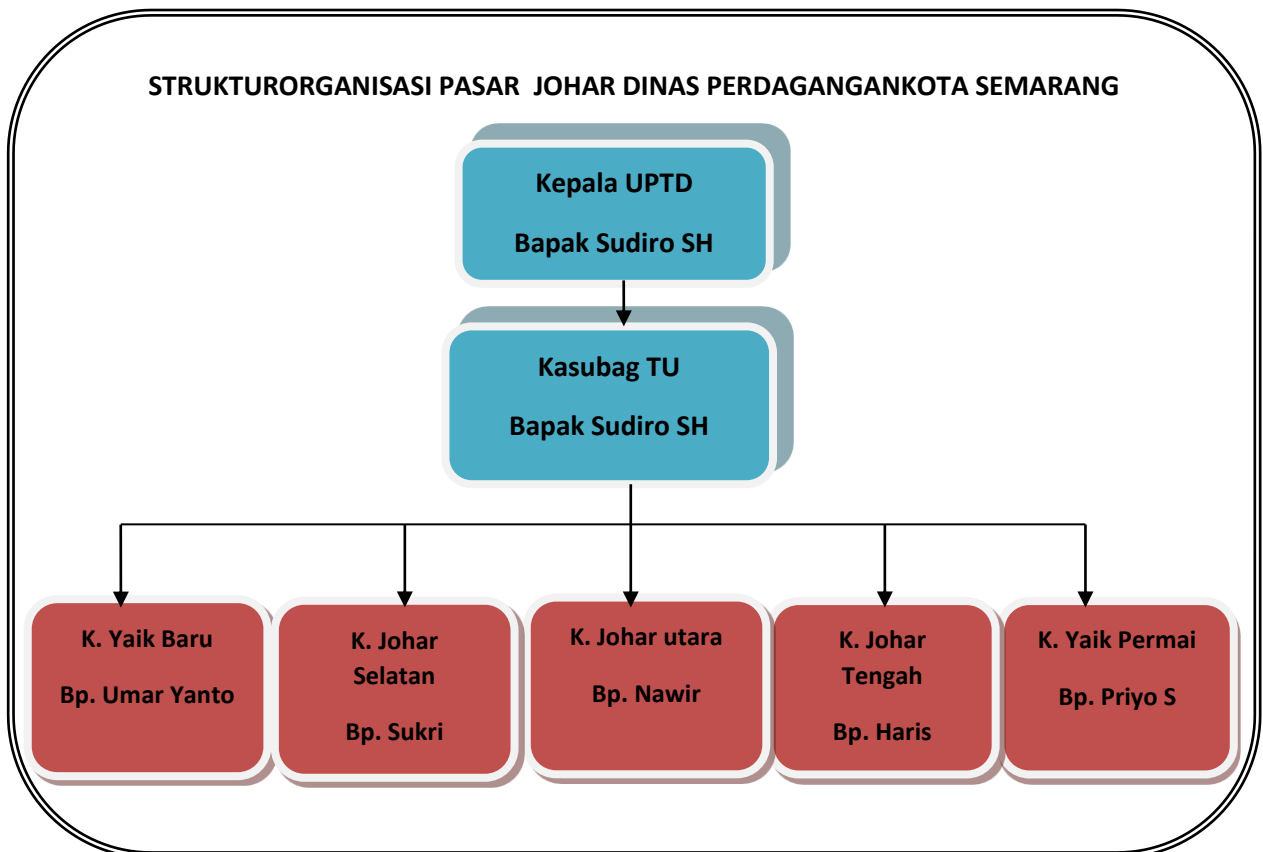 STRUKTURORGANISASI PASAR JOHAR DINAS PERDAGANGANKOTA SEMARANG
Kepala UPTD
Bapak Sudiro SH
Kasubag TU
Bapak Sudiro SH
K. Yaik Baru
Bp. Umar Yanto
K. Johar
Selatan
Bp. Sukri
K. Johar utara
Bp. Nawir
K. Johar
Tengah
Bp. Haris
K. Yaik Permai
Bp. Priyo S